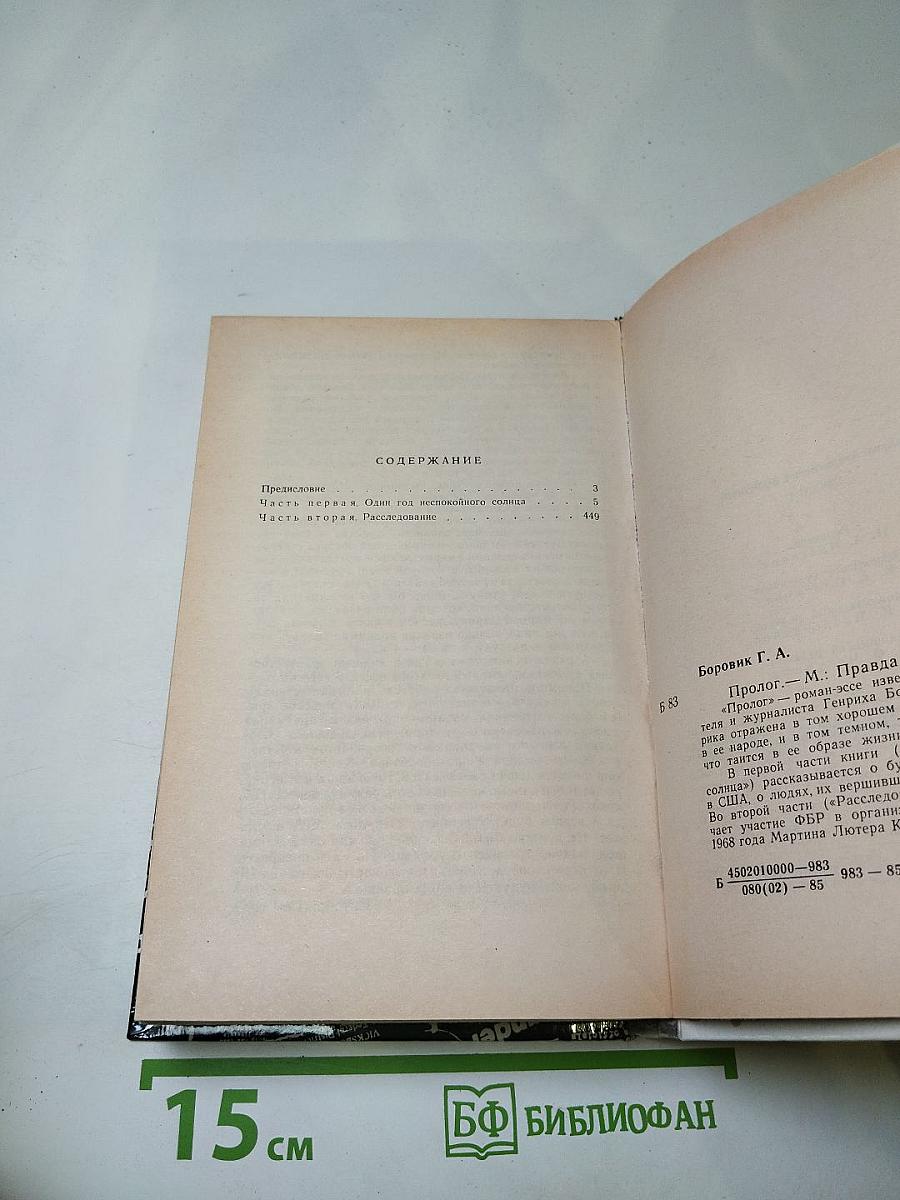 СОДЕРЖАНИЕ
Предисловие . . . . . . . . . . . . . . . . . . . 3
Часть первая. Один год неспокойного солнца . . . . 5
Часть вторая. Расследование . . . . . . . . . . 449
Боровик Г. А.
Б 83
Пролог.— М.: Правда
«Пролог» — роман-эссе изве
теля и журналиста Генриха Бо
рика отражена в том хорошем
в ее народе, и в том темном,
что таится в ее образе жизн
В первой части книги (
солнца») рассказывается о бу
в США, о людях, их вершивш
Во второй части («Расследо
чает участие ФБР в органи
1968 года Мартина Лютера К
Б 4502010000—983
080(02) — 85
983 — 85
nder
15 см
БФ БИБЛИОФАН